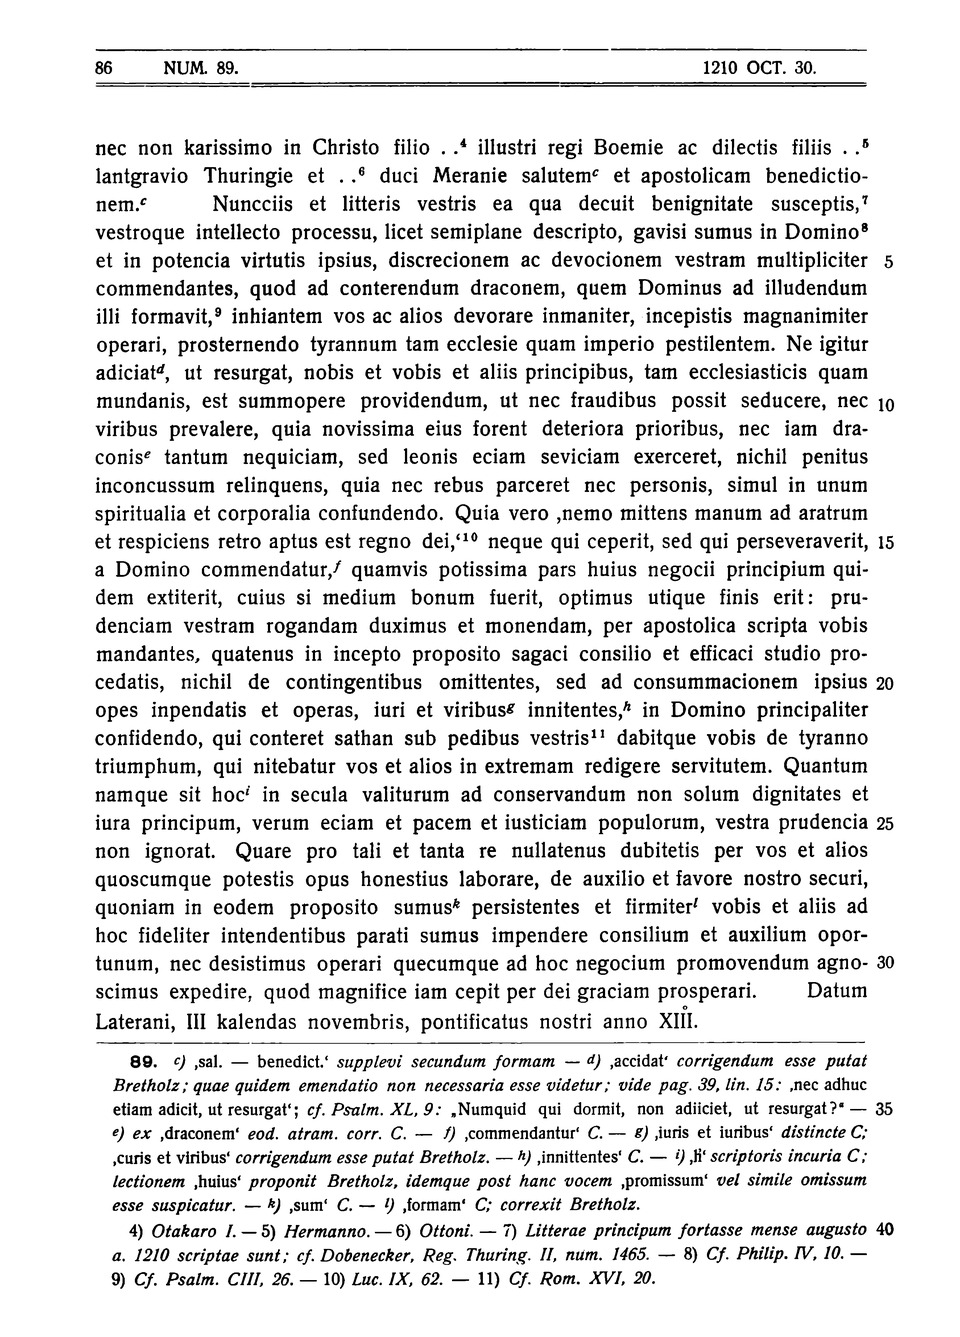 86 NUM. 89. 1210 OCT. 30.
nec non karissimo in Christo filio . .⁴ illustri regi Boemie ac dilectis filiis . .⁵
lantgravio Thuringie et . .⁶ duci Meranie salutemᶜ et apostolicam benedictio-
nem.ᶜ Nuncciis et litteris vestris ea qua decuit benignitate susceptis,⁷
vestroque intellecto processu, licet semiplane descripto, gavisi sumus in Domino⁸
et in potencia virtutis ipsius, discrecionem ac devocionem vestram multipliciter 5
commendantes, quod ad conterendum draconem, quem Dominus ad illudendum
illi formavit,⁹ inhiantem vos ac alios devorare inmaniter, incepistis magnanimiter
operari, prosternendo tyrannum tam ecclesie quam imperio pestilentem. Ne igitur
adiciatᵈ, ut resurgat, nobis et vobis et aliis principibus, tam ecclesiasticis quam
mundanis, est summopere providendum, ut nec fraudibus possit seducere, nec 10
viribus prevalere, quia novissima eius forent deteriora prioribus, nec iam dra-
conisᵉ tantum nequiciam, sed leonis eciam seviciam exerceret, nichil penitus
inconcussum relinquens, quia nec rebus parceret nec personis, simul in unum
spiritualia et corporalia confundendo. Quia vero ‚nemo mittens manum ad aratrum
et respiciens retro aptus est regno dei,‘¹⁰ neque qui ceperit, sed qui perseveraverit, 15
a Domino commendatur,ᶠ quamvis potissima pars huius negocii principium qui-
dem extiterit, cuius si medium bonum fuerit, optimus utique finis erit: pru-
denciam vestram rogandam duximus et monendam, per apostolica scripta vobis
mandantes, quatenus in incepto proposito sagaci consilio et efficaci studio pro-
cedatis, nichil de contingentibus omittentes, sed ad consummacionem ipsius 20
opes inpendatis et operas, iuri et viribusᵍ innitentes,ʰ in Domino principaliter
confidendo, qui conteret sathan sub pedibus vestris¹¹ dabitque vobis de tyranno
triumphum, qui nitebatur vos et alios in extremam redigere servitutem. Quantum
namque sit hocⁱ in secula valiturum ad conservandum non solum dignitates et
iura principum, verum eciam et pacem et iusticiam populorum, vestra prudencia 25
non ignorat. Quare pro tali et tanta re nullatenus dubitetis per vos et alios
quoscumque potestis opus honestius laborare, de auxilio et favore nostro securi,
quoniam in eodem proposito sumusᵏ persistentes et firmiterˡ vobis et aliis ad
hoc fideliter intendentibus parati sumus impendere consilium et auxilium opor-
tunum, nec desistimus operari quecumque ad hoc negocium promovendum agno- 30
scimus expedire, quod magnifice iam cepit per dei graciam prosperari. Datum
Laterani, III kalendas novembris, pontificatus nostri anno XIII̊.
89. c) ‚sal. — benedict.‘ supplevi secundum formam — d) ‚accidat‘ corrigendum esse putat
Bretholz; quae quidem emendatio non necessaria esse videtur; vide pag. 39, lin. 15: ‚nec adhuc
etiam adicit, ut resurgat‘; cf. Psalm. XL, 9: „Numquid qui dormit, non adiiciet, ut resurgat?“ — 35
e) ex ‚draconem‘ eod. atram. corr. C. — f) ‚commendantur‘ C. — g) ‚iuris et iuribus‘ distincte C;
‚curis et viribus‘ corrigendum esse putat Bretholz. — h) ‚innittentes‘ C. — i) ‚li‘ scriptoris incuria C;
lectionem ‚huius‘ proponit Bretholz, idemque post hanc vocem ‚promissum‘ vel simile omissum
esse suspicatur. — k) ‚sum‘ C. — l) ‚formam‘ C; correxit Bretholz.
4) Otakaro I. — 5) Hermanno. — 6) Ottoni. — 7) Litterae principum fortasse mense augusto 40
a. 1210 scriptae sunt; cf. Dobenecker, Reg. Thuring. II, num. 1465. — 8) Cf. Philip. IV, 10. —
9) Cf. Psalm. CIII, 26. — 10) Luc. IX, 62. — 11) Cf. Rom. XVI, 20.